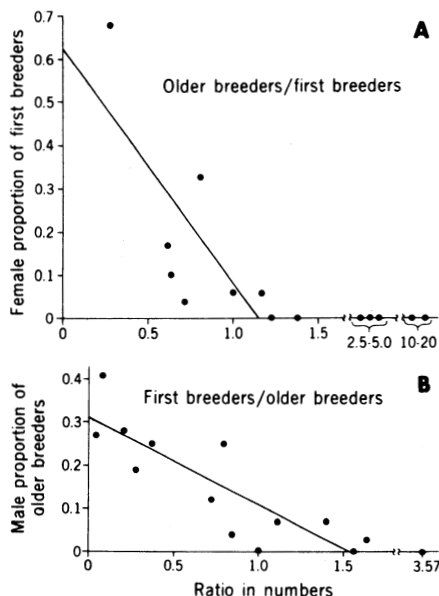 A
Older breeders/first breeders
Female proportion of first breeders
0.7
0.6
0.5
0.4
0.3
0.2
0.1
0
0 0.5 1.0 1.5 2.5-5.0 10-20
B
First breeders/older breeders
Male proportion of
older breeders
0.4
0.3
0.2
0.1
0
0 0.5 1.0 1.5 3.57
Ratio in numbers